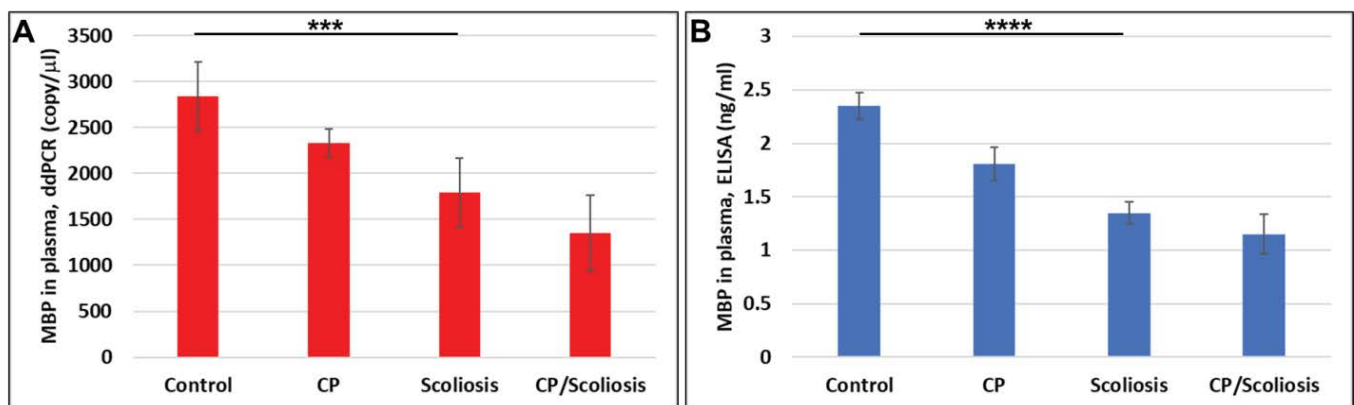 A
***
MBP in plasma, ddPCR (copy/µl)
3500
3000
2500
2000
1500
1000
500
0
Control CP Scoliosis CP/Scoliosis
B
****
MBP in plasma, ELISA (ng/ml)
3
2.5
2
1.5
1
0.5
0
Control CP Scoliosis CP/Scoliosis